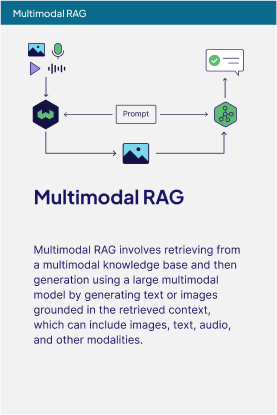 Multimodal RAG
Prompt
Multimodal RAG
Multimodal RAG involves retrieving from
a multimodal knowledge base and then
generation using a large multimodal
model by generating text or images
grounded in the retrieved context,
which can include images, text, audio,
and other modalities.